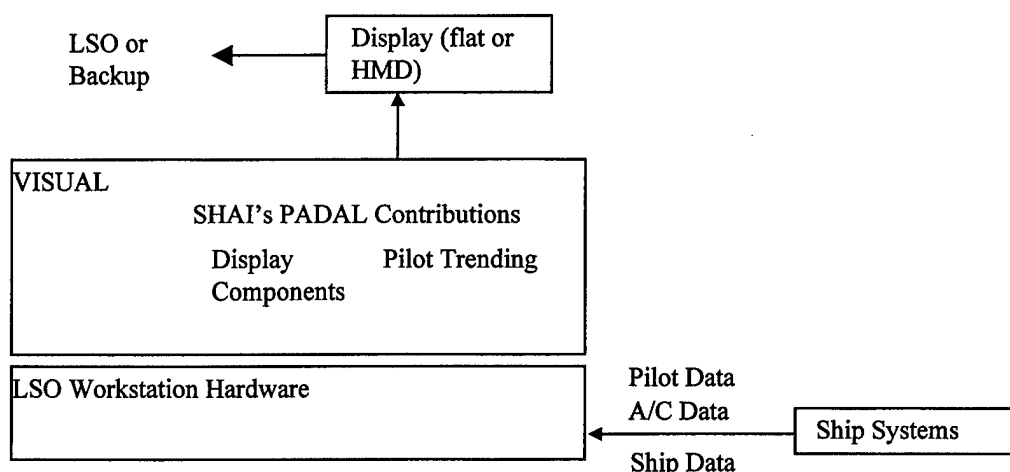 LSO or
Backup
Display (flat or
HMD)
VISUAL
SHAI's PADAL Contributions
Display
Components
Pilot Trending
LSO Workstation Hardware
Pilot Data
A/C Data
Ship Data
Ship Systems